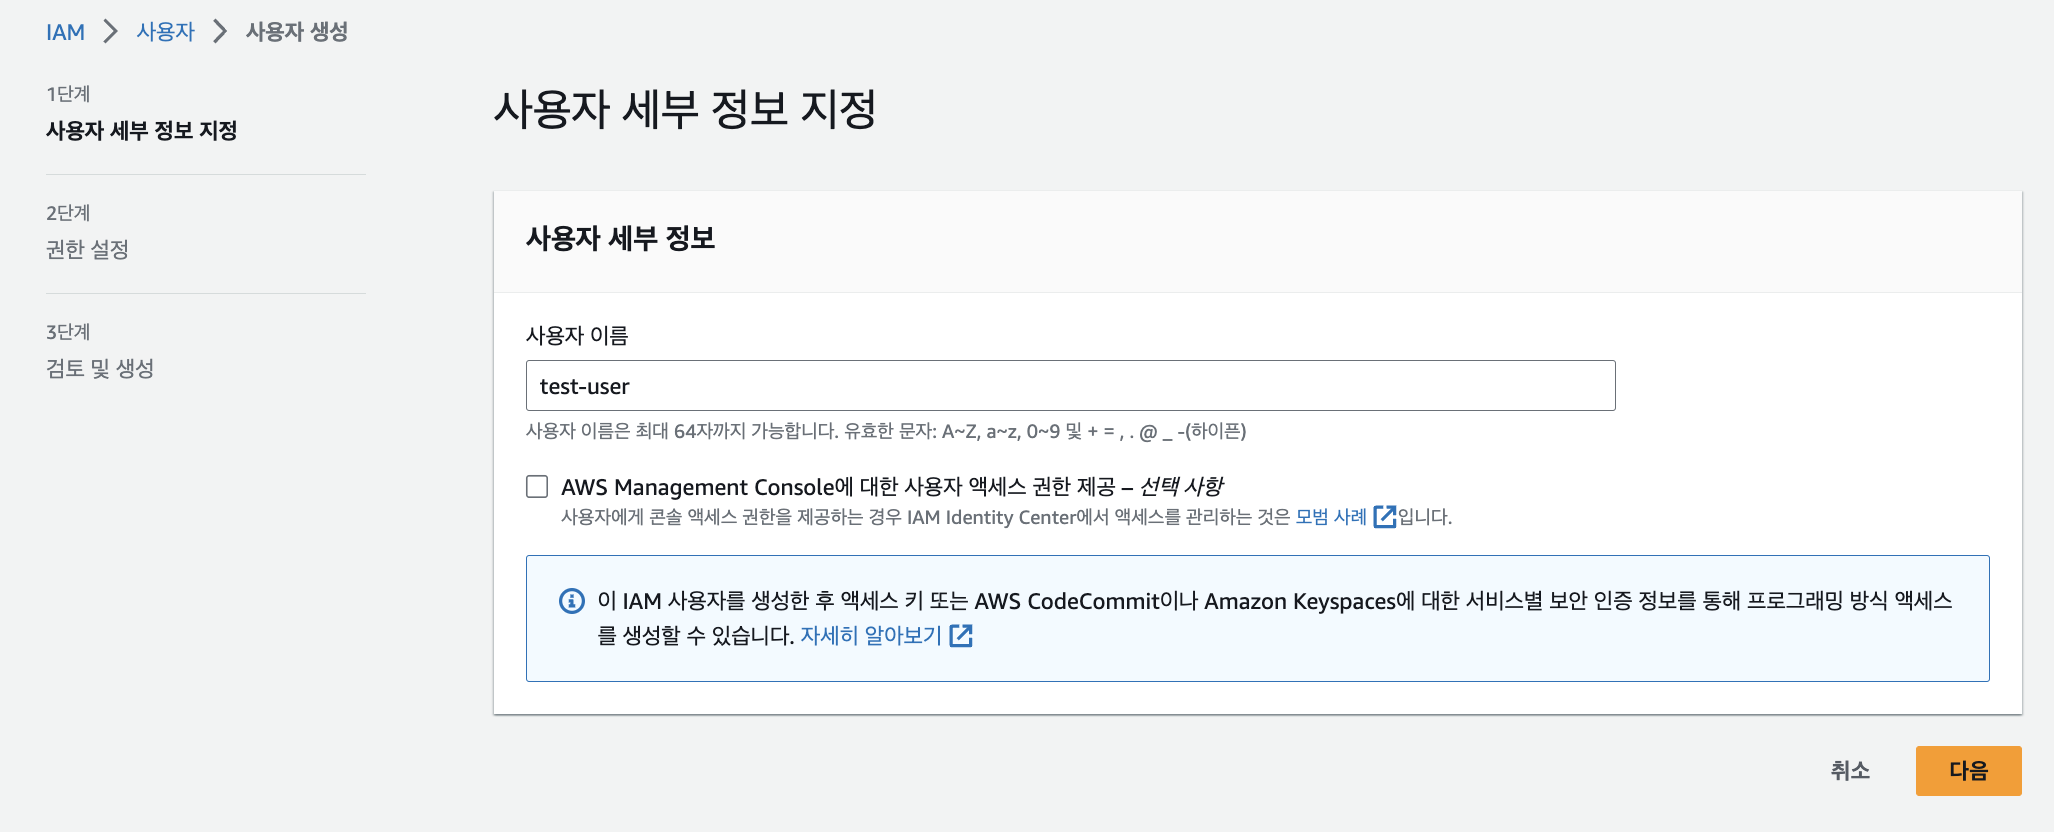 IAM > 사용자 > 사용자 생성
1단계
사용자 세부 정보 지정
2단계
권한 설정
3단계
검토 및 생성
사용자 세부 정보 지정
사용자 세부 정보
사용자 이름
test-user
사용자 이름은 최대 64자까지 가능합니다. 유효한 문자: A~Z, a~z, 0~9 및 + = , . @ _ -(하이픈)
AWS Management Console에 대한 사용자 액세스 권한 제공 – 선택 사항
사용자에게 콘솔 액세스 권한을 제공하는 경우 IAM Identity Center에서 액세스를 관리하는 것은 모범 사례 입니다.
이 IAM 사용자를 생성한 후 액세스 키 또는 AWS CodeCommit이나 Amazon Keyspaces에 대한 서비스별 보안 인증 정보를 통해 프로그래밍 방식 액세스
를 생성할 수 있습니다. 자세히 알아보기
취소
다음